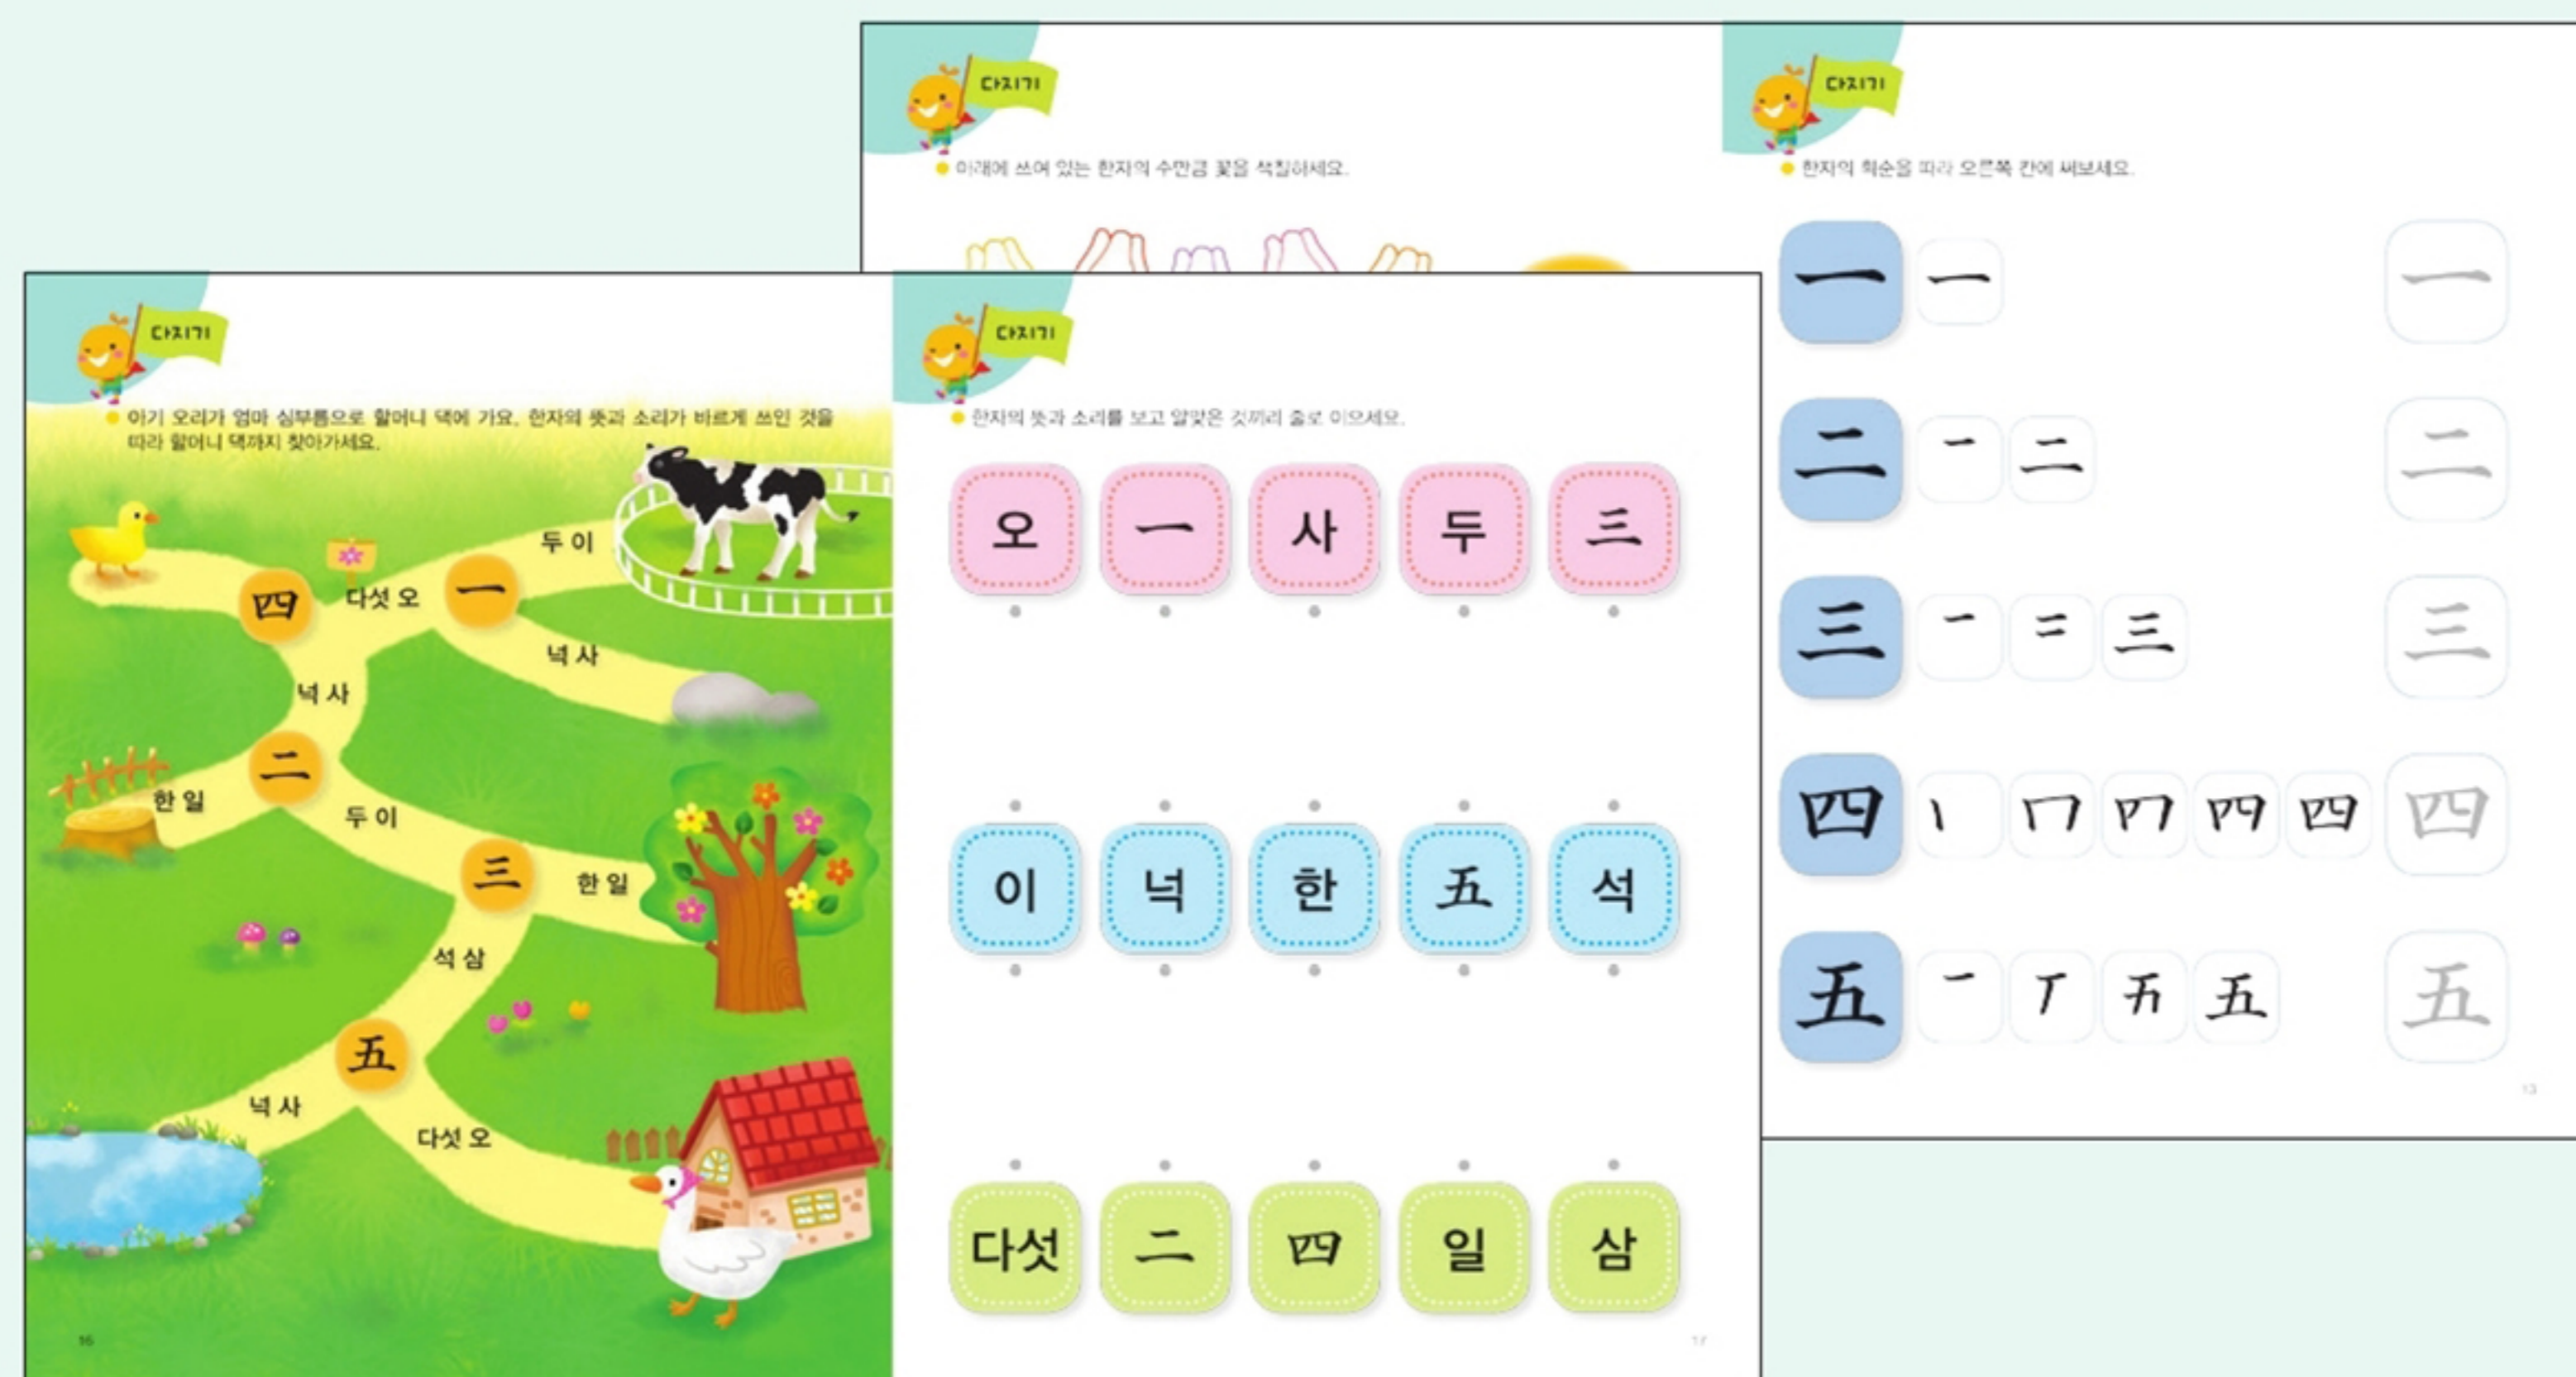 다지기
아기 오리가 엄마 심부름으로 할머니 댁에 가요. 한자의 뜻과 소리가 바르게 쓰인 것을
따라 할머니 댁까지 찾아가세요.
두 이
四
다섯 오
一
넉 사
넉 사
二
한 일
두 이
三
한 일
석 삼
五
넉 사
다섯 오
16
다지기
한자의 뜻과 소리를 보고 알맞은 것끼리 줄로 이으세요.
오 一 사 두 三
이 넉 한 五 석
다섯 二 四 일 삼
17
다지기
아래에 쓰여 있는 한자의 수만큼 꽃을 색칠하세요.
다지기
한자의 획순을 따라 오른쪽 칸에 써보세요.
一 一 一
二 一 二 二
三 一 二 三 三
四 四 四
五 一 丅 五 五
13